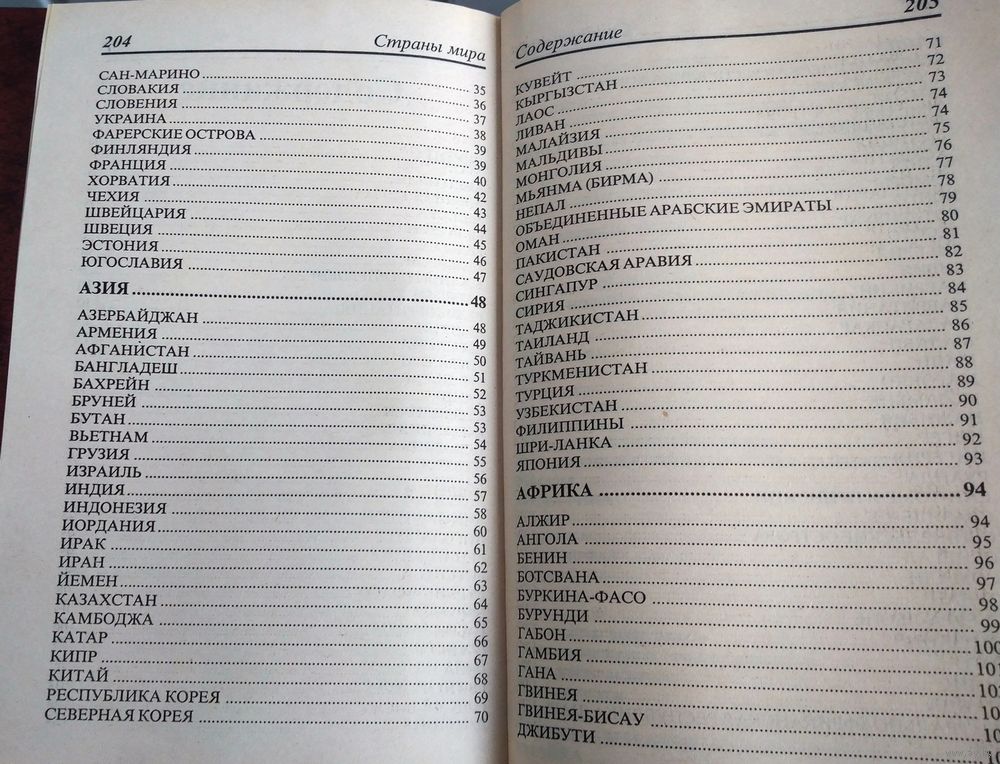 204 Страны мира
САН-МАРИНО 35
СЛОВАКИЯ 36
СЛОВЕНИЯ 37
УКРАИНА 38
ФАРЕРСКИЕ ОСТРОВА 39
ФИНЛЯНДИЯ 39
ФРАНЦИЯ 40
ХОРВАТИЯ 42
ЧЕХИЯ 43
ШВЕЙЦАРИЯ 44
ШВЕЦИЯ 45
ЭСТОНИЯ 46
ЮГОСЛАВИЯ 47
АЗИЯ 48
АЗЕРБАЙДЖАН 48
АРМЕНИЯ 49
АФГАНИСТАН 50
БАНГЛАДЕШ 51
БАХРЕЙН 52
БРУНЕЙ 53
БУТАН 53
ВЬЕТНАМ 54
ГРУЗИЯ 55
ИЗРАИЛЬ 56
ИНДИЯ 57
ИНДОНЕЗИЯ 58
ИОРДАНИЯ 60
ИРАК 61
ИРАН 62
ЙЕМЕН 63
КАЗАХСТАН 64
КАМБОДЖА 65
КАТАР 66
КИПР 67
КИТАЙ 68
РЕСПУБЛИКА КОРЕЯ 69
СЕВЕРНАЯ КОРЕЯ 70
Содержание 205
КУВЕЙТ 71
КЫРГЫЗСТАН 72
ЛАОС 73
ЛИВАН 74
МАЛАЙЗИЯ 74
МАЛЬДИВЫ 75
МОНГОЛИЯ 76
МЬЯНМА (БИРМА) 77
НЕПАЛ 78
ОБЪЕДИНЕННЫЕ АРАБСКИЕ ЭМИРАТЫ 79
ОМАН 80
ПАКИСТАН 81
САУДОВСКАЯ АРАВИЯ 82
СИНГАПУР 83
СИРИЯ 84
ТАДЖИКИСТАН 85
ТАИЛАНД 86
ТАЙВАНЬ 87
ТУРКМЕНИСТАН 88
ТУРЦИЯ 89
УЗБЕКИСТАН 90
ФИЛИППИНЫ 91
ШРИ-ЛАНКА 92
ЯПОНИЯ 93
АФРИКА 94
АЛЖИР 94
АНГОЛА 95
БЕНИН 96
БОТСВАНА 97
БУРКИНА-ФАСО 98
БУРУНДИ 99
ГАБОН 100
ГАМБИЯ 101
ГАНА
ГВИНЕЯ
ГВИНЕЯ-БИСАУ
ДЖИБУТИ